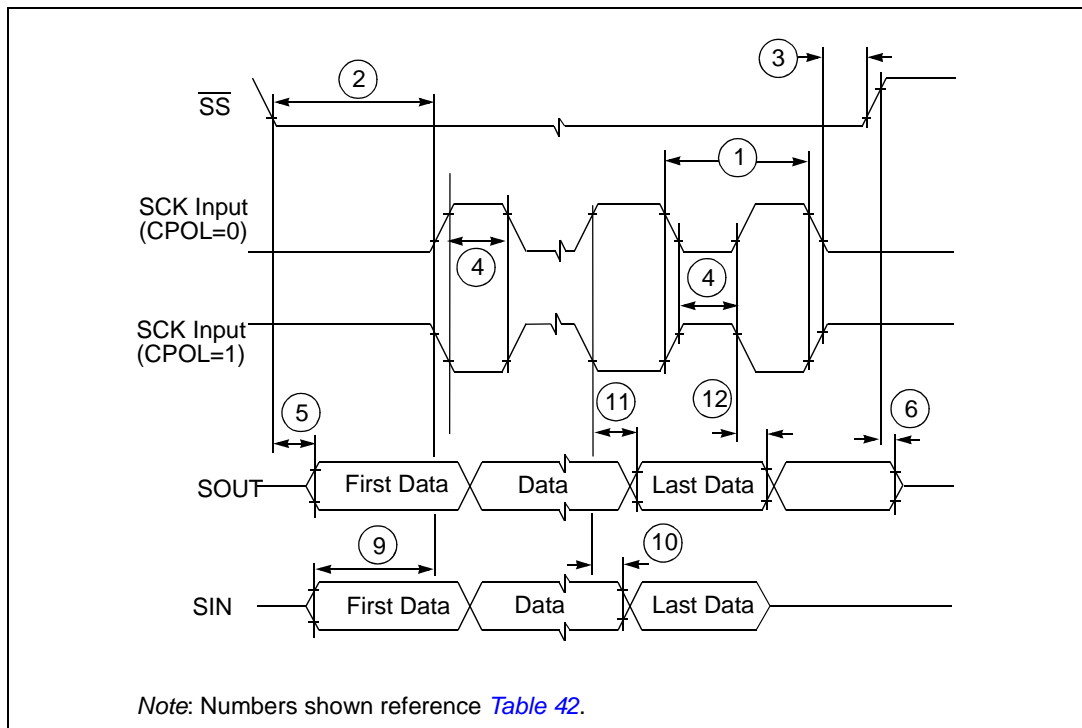 3
2
SS
1
SCK Input
(CPOL=0)
4
4
SCK Input
(CPOL=1)
5
11
12
6
SOUT
First Data
Data
Last Data
9
10
SIN
First Data
Data
Last Data
Note: Numbers shown reference Table 42.